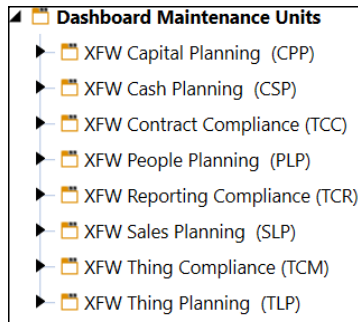 Dashboard Maintenance Units
XFW Capital Planning (CPP)
XFW Cash Planning (CSP)
XFW Contract Compliance (TCC)
XFW People Planning (PLP)
XFW Reporting Compliance (TCR)
XFW Sales Planning (SLP)
XFW Thing Compliance (TCM)
XFW Thing Planning (TLP)